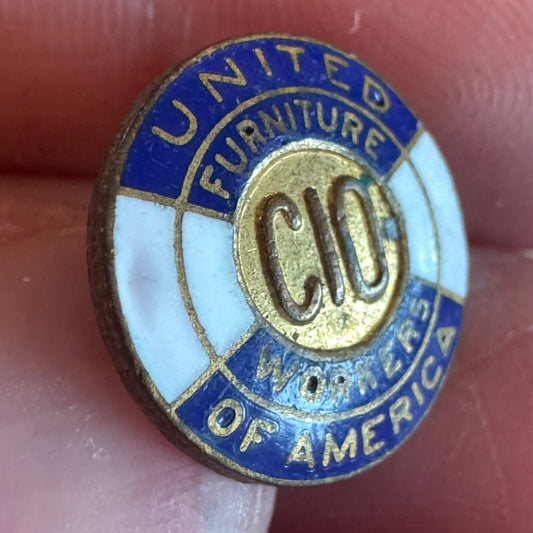 UNITED
FURNITURE
CIO
WORKERS
OF AMERICA